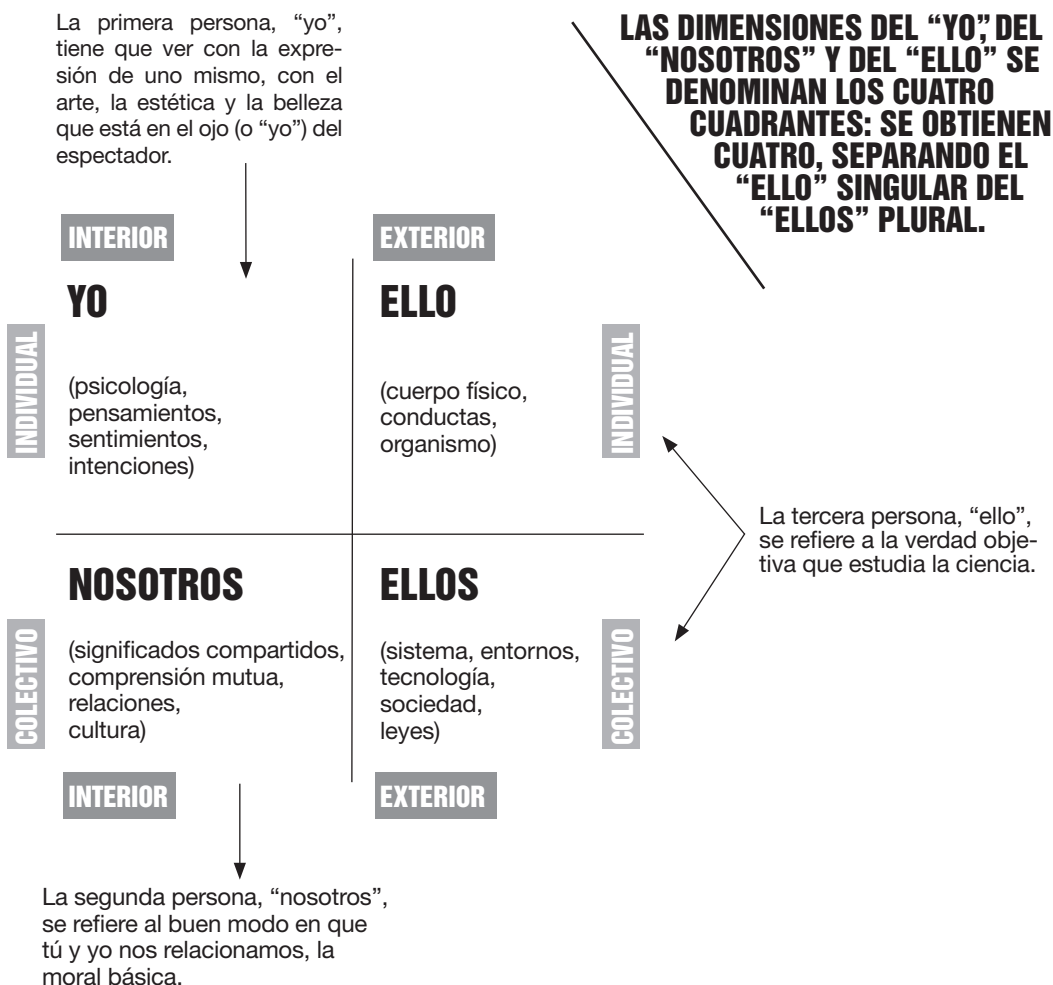 La primera persona, “yo”,
tiene que ver con la expre-
sión de uno mismo, con el
arte, la estética y la belleza
que está en el ojo (o “yo”) del
espectador.
LAS DIMENSIONES DEL “YO”, DEL
“NOSOTROS” Y DEL “ELLO” SE
DENOMINAN LOS CUATRO
CUADRANTES: SE OBTIENEN
CUATRO, SEPARANDO EL
“ELLO” SINGULAR DEL
“ELLOS” PLURAL.
INTERIOR
EXTERIOR
INDIVIDUAL
YO
(psicología,
pensamientos,
sentimientos,
intenciones)
ELLO
(cuerpo físico,
conductas,
organismo)
INDIVIDUAL
La tercera persona, “ello”,
se refiere a la verdad obje-
tiva que estudia la ciencia.
COLECTIVO
NOSOTROS
(significados compartidos,
comprensión mutua,
relaciones,
cultura)
ELLOS
(sistema, entornos,
tecnología,
sociedad,
leyes)
COLECTIVO
INTERIOR
EXTERIOR
La segunda persona, “nosotros”,
se refiere al buen modo en que
tú y yo nos relacionamos, la
moral básica.